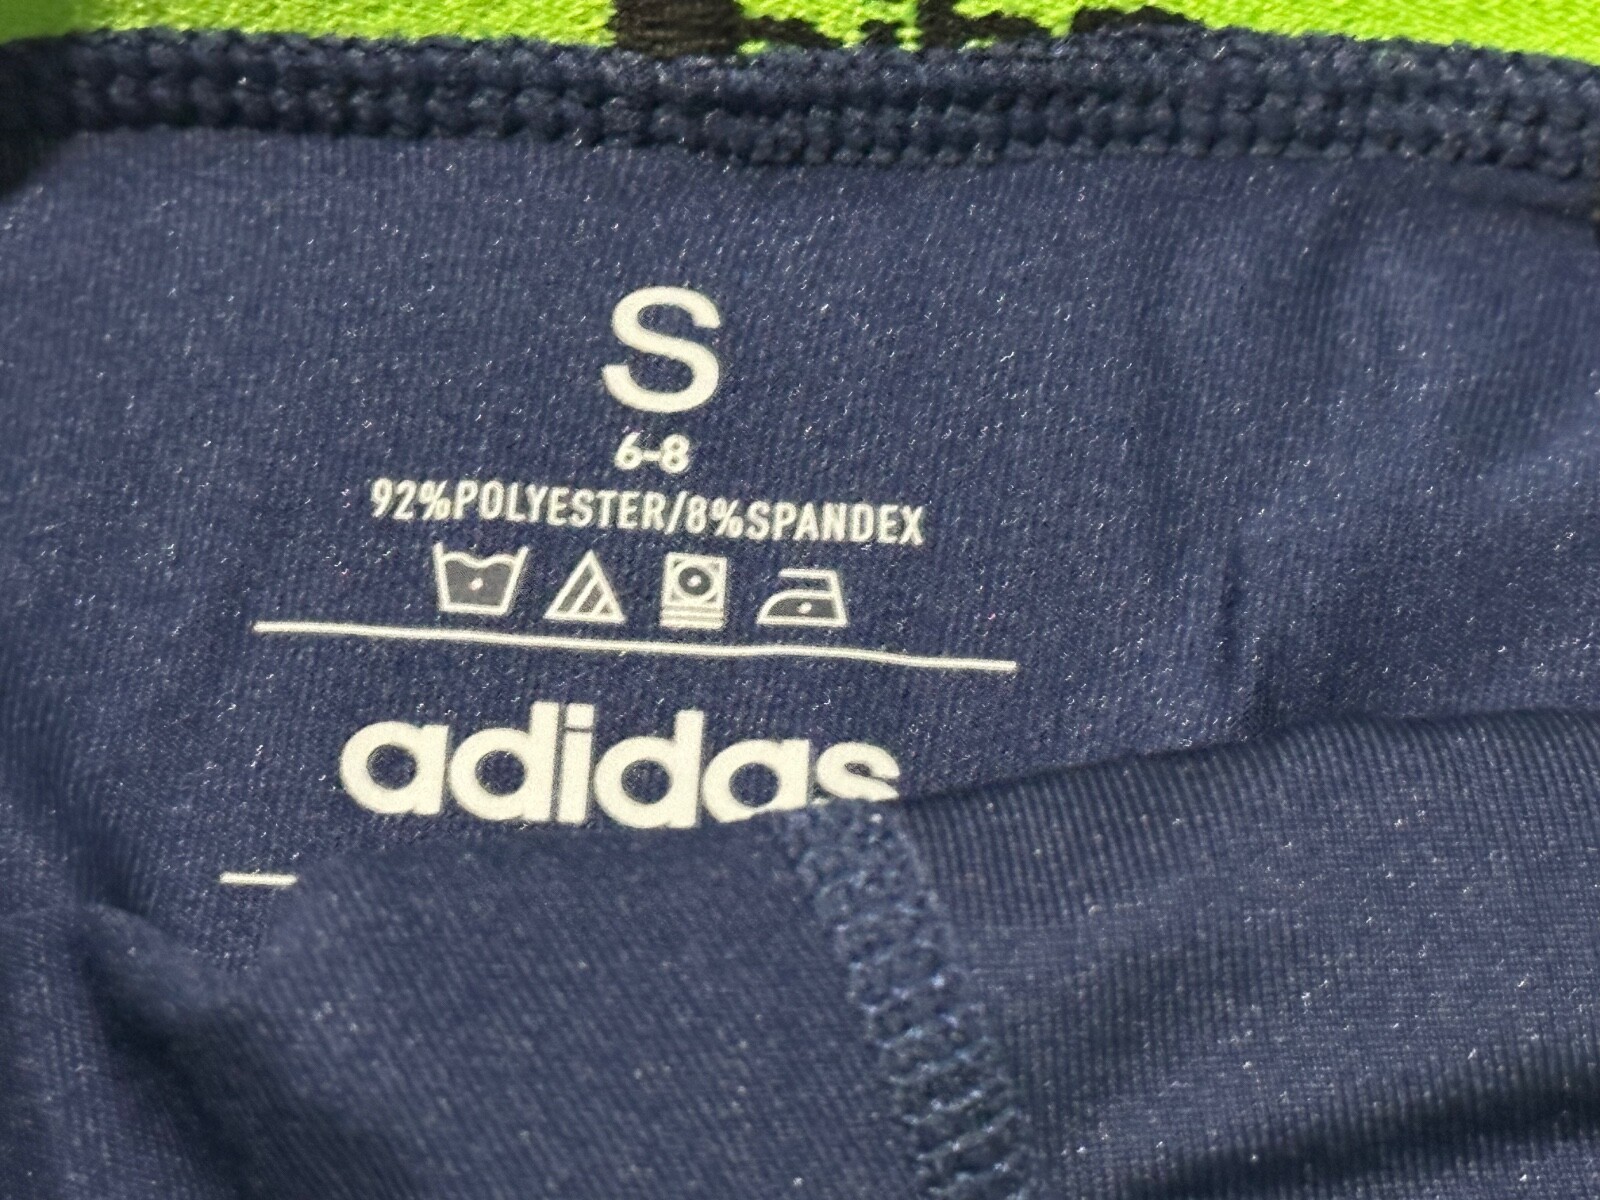 S
6-8
92%POLYESTER/8%SPANDEX
adidas